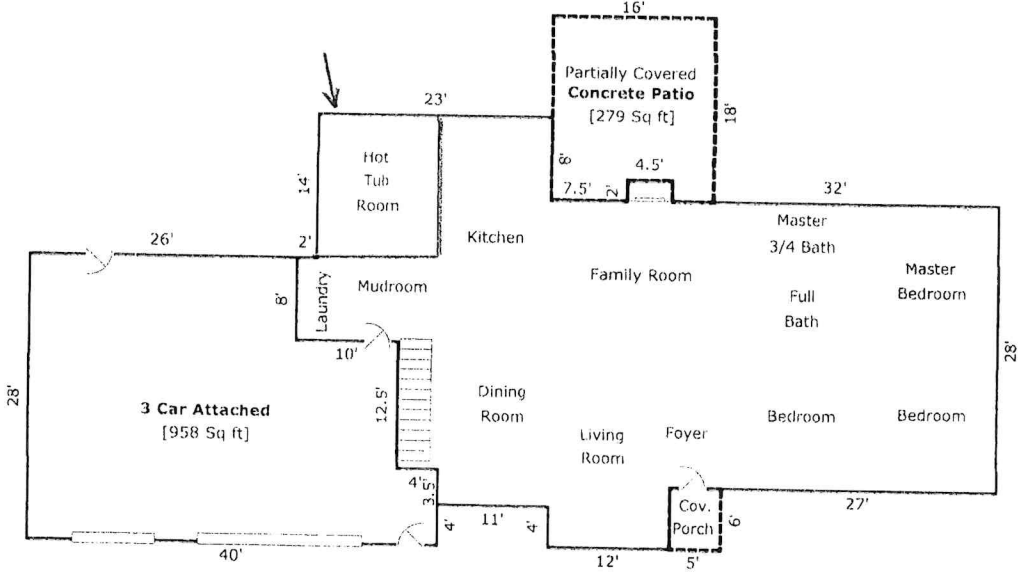 16'
Partially Covered
Concrete Patio
[279 Sq ft]
18'
23'
8'
4.5'
7.5'
2'
32'
Hot
Tub
Room
14'
26'
2'
Kitchen
Master
3/4 Bath
Family Room
Master
Bedroom
Laundry
Mudroom
8'
Full
Bath
10'
28'
28'
3 Car Attached
[958 Sq ft]
12.5'
Dining
Room
Living
Room
Foyer
Bedroom
Bedroom
4'
3.5'
4'
11'
4'
Cov.
Porch
6'
27'
40'
12'
5'